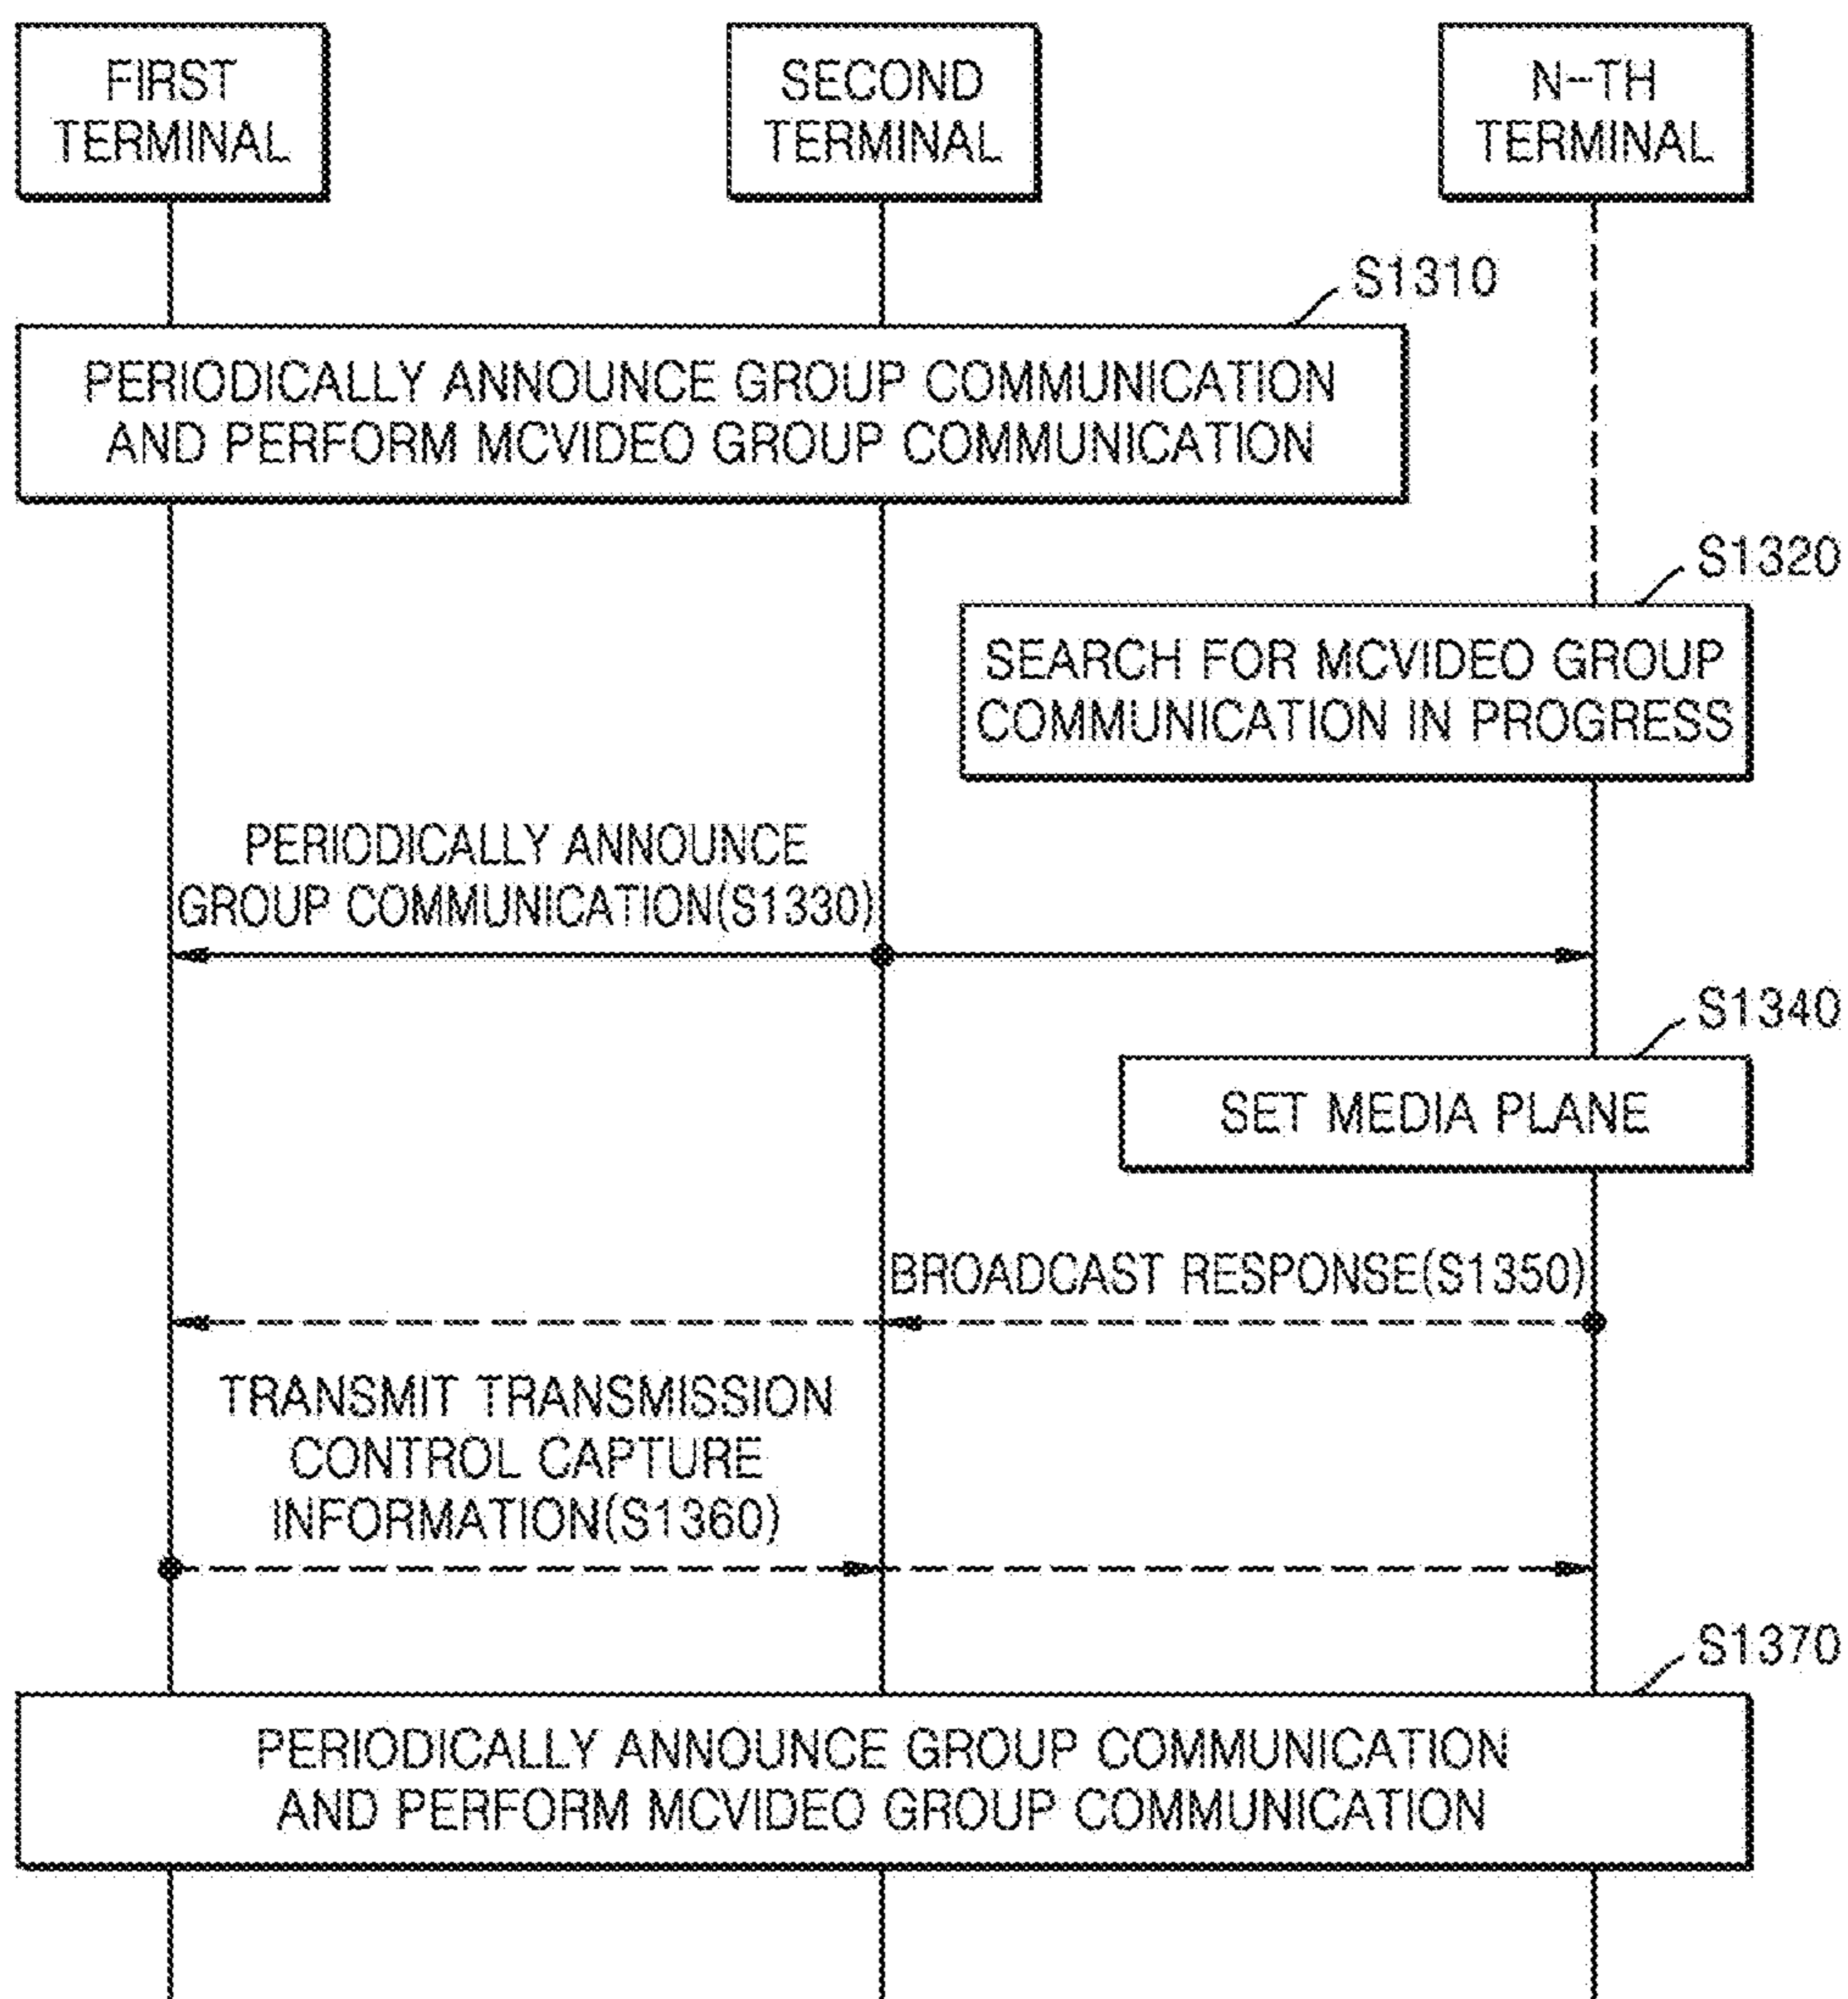 FIRST
TERMINAL
SECOND
TERMINAL
N-TH
TERMINAL
S1310
PERIODICALLY ANNOUNCE GROUP COMMUNICATION
AND PERFORM MCVIDEO GROUP COMMUNICATION
S1320
SEARCH FOR MCVIDEO GROUP
COMMUNICATION IN PROGRESS
PERIODICALLY ANNOUNCE
GROUP COMMUNICATION(S1330)
S1340
SET MEDIA PLANE
BROADCAST RESPONSE(S1350)
TRANSMIT TRANSMISSION
CONTROL CAPTURE
INFORMATION(S1360)
S1370
PERIODICALLY ANNOUNCE GROUP COMMUNICATION
AND PERFORM MCVIDEO GROUP COMMUNICATION